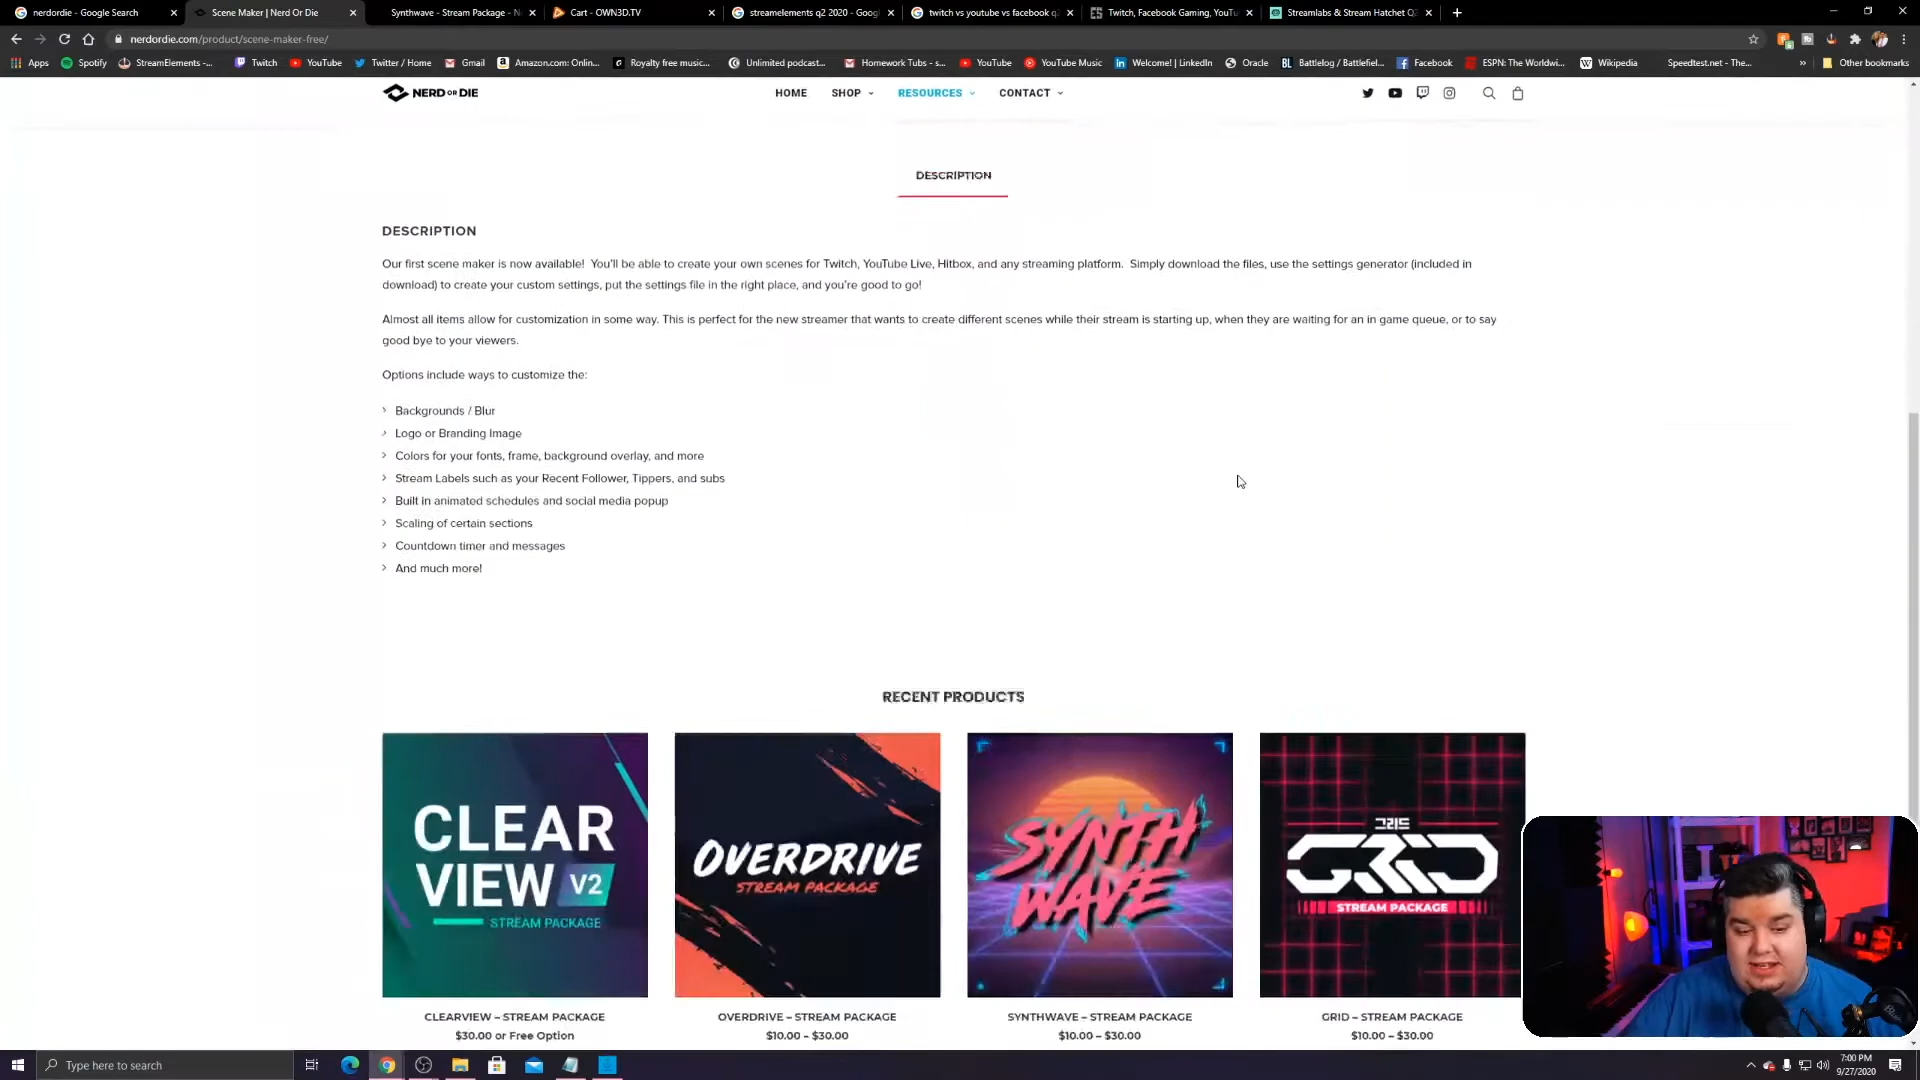 nerdordie - Google Search
Scene Maker | Nerd Or Die
Synthwave - Stream Package - N
Cart - OWN3D.TV
streamelements q2 2020 - Goog
twitch vs youtube vs facebook q
Twitch, Facebook Gaming, YouTu
Streamlabs & Stream Hatchet Q
nerdordie.com/product/scene-maker-free/
Apps
Spotify
StreamElements -...
Twitch
YouTube
Twitter / Home
Gmail
Amazon.com: Onlin...
Royalty free music...
Unlimited podcast...
Homework Tubs - s...
YouTube
YouTube Music
Welcome! | LinkedIn
Oracle
Battlelog / Battlefiel...
Facebook
ESPN: The Worldwi...
Wikipedia
Speedtest.net - The...
Other bookmarks
NERD OR DIE
HOME
SHOP
RESOURCES
CONTACT
DESCRIPTION
DESCRIPTION
Our first scene maker is now available! You'll be able to create your own scenes for Twitch, YouTube Live, Hitbox, and any streaming platform. Simply download the files, use the settings generator (included in
download) to create your custom settings, put the settings file in the right place, and you're good to go!
Almost all items allow for customization in some way. This is perfect for the new streamer that wants to create different scenes while their stream is starting up, when they are waiting for an in game queue, or to say
good bye to your viewers.
Options include ways to customize the:
Backgrounds / Blur
Logo or Branding Image
Colors for your fonts, frame, background overlay, and more
Stream Labels such as your Recent Follower, Tippers, and subs
Built in animated schedules and social media popup
Scaling of certain sections
Countdown timer and messages
And much more!
RECENT PRODUCTS
CLEAR
VIEW V2
STREAM PACKAGE
OVERDRIVE
STREAM PACKAGE
SYNTH
WAVE
그리드
GRID
STREAM PACKAGE
CLEARVIEW – STREAM PACKAGE
OVERDRIVE – STREAM PACKAGE
SYNTHWAVE – STREAM PACKAGE
GRID – STREAM PACKAGE
$30.00 or Free Option
$10.00 – $30.00
$10.00 – $30.00
$10.00 – $30.00
Type here to search
7:00 PM
9/27/2020